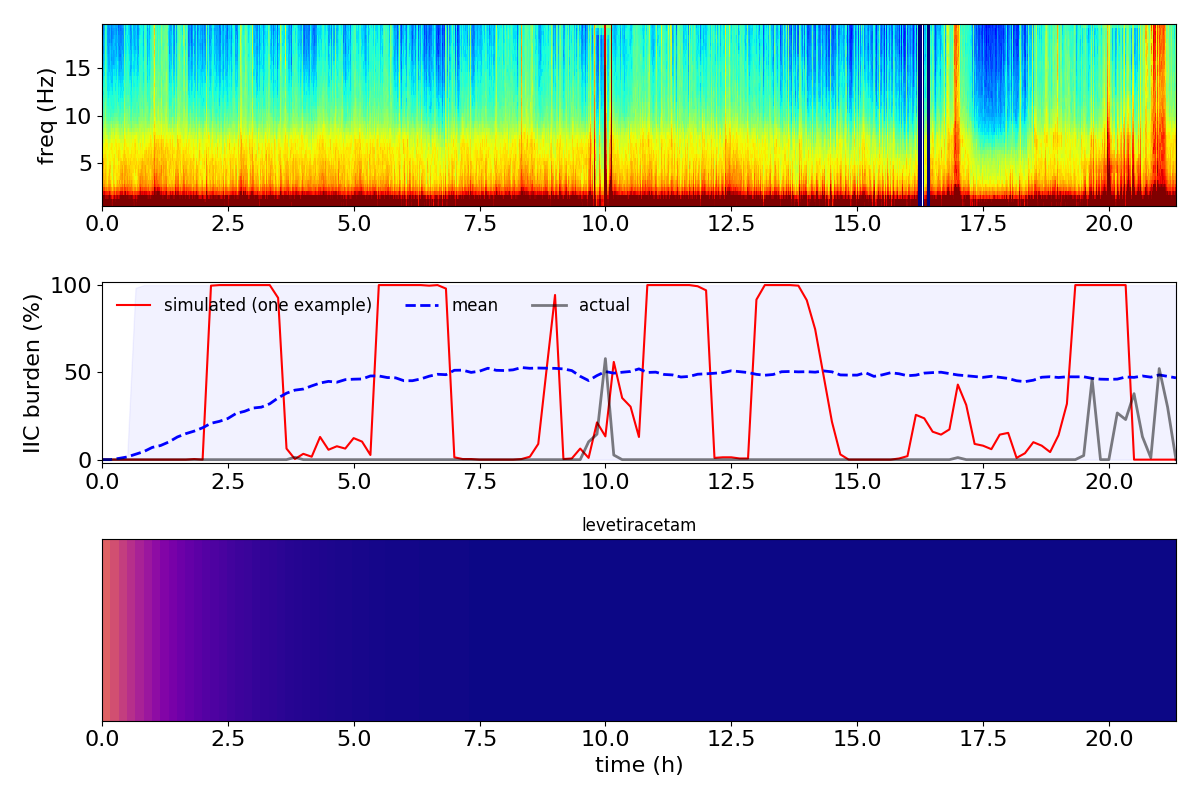 freq (Hz)
15
10
5
0.0 2.5 5.0 7.5 10.0 12.5 15.0 17.5 20.0
IIC burden (%)
100
50
0
simulated (one example) mean actual
0.0 2.5 5.0 7.5 10.0 12.5 15.0 17.5 20.0
levetiracetam
0.0 2.5 5.0 7.5 10.0 12.5 15.0 17.5 20.0
time (h)